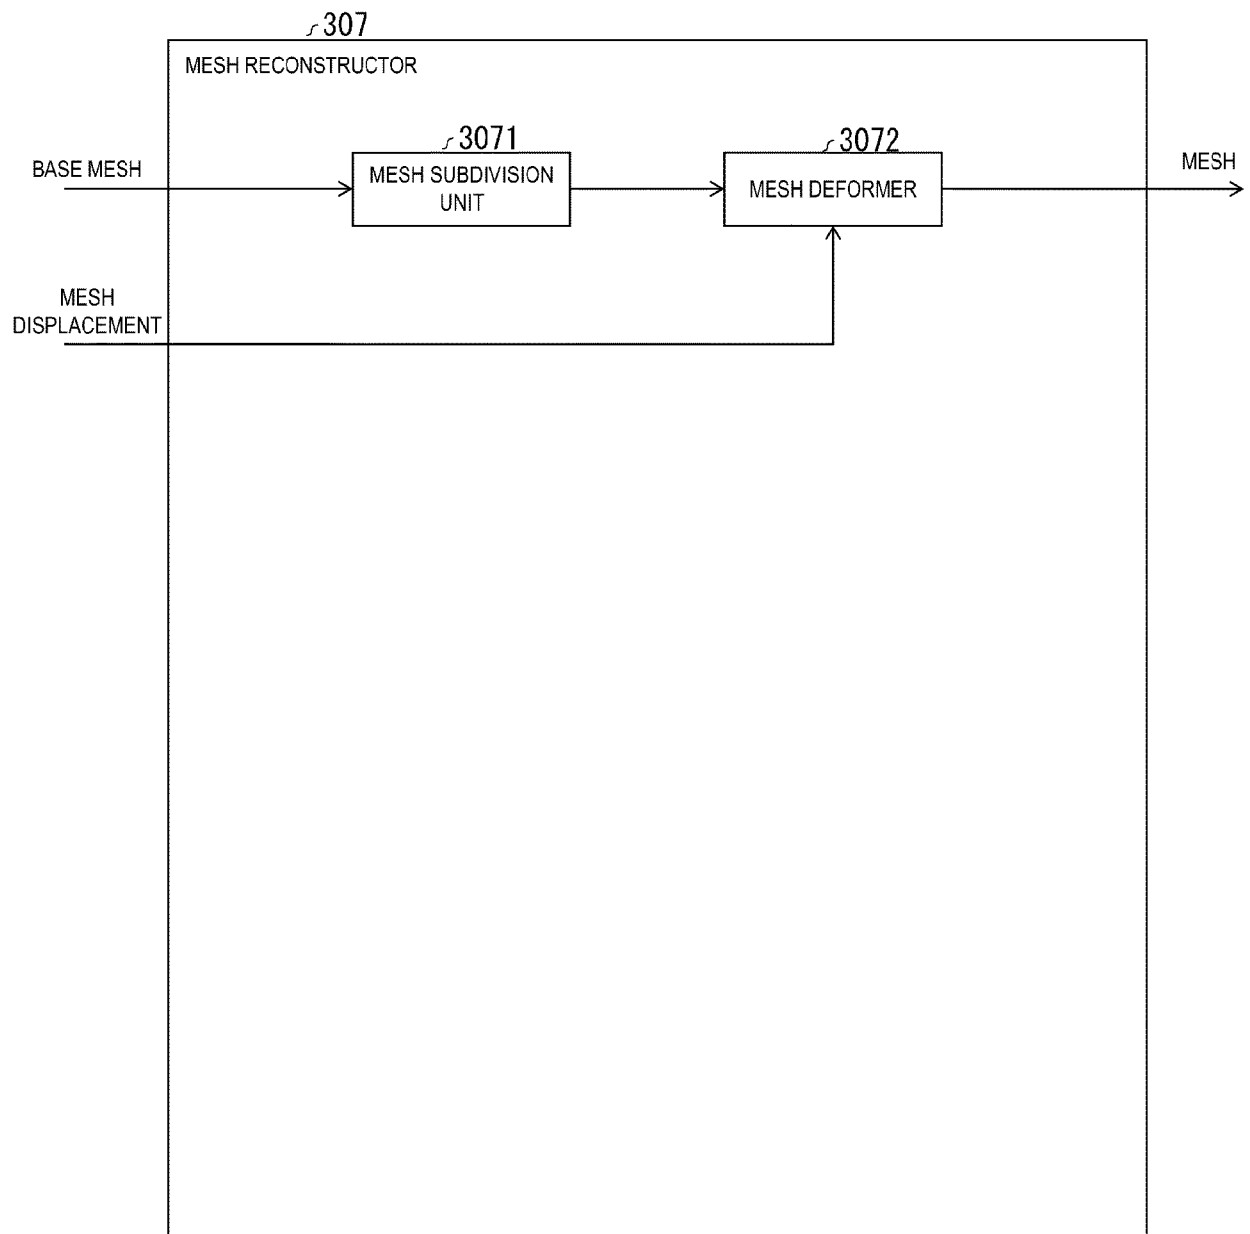 307
MESH RECONSTRUCTOR
3071
3072
BASE MESH
MESH SUBDIVISION
UNIT
MESH DEFORMER
MESH
MESH
DISPLACEMENT